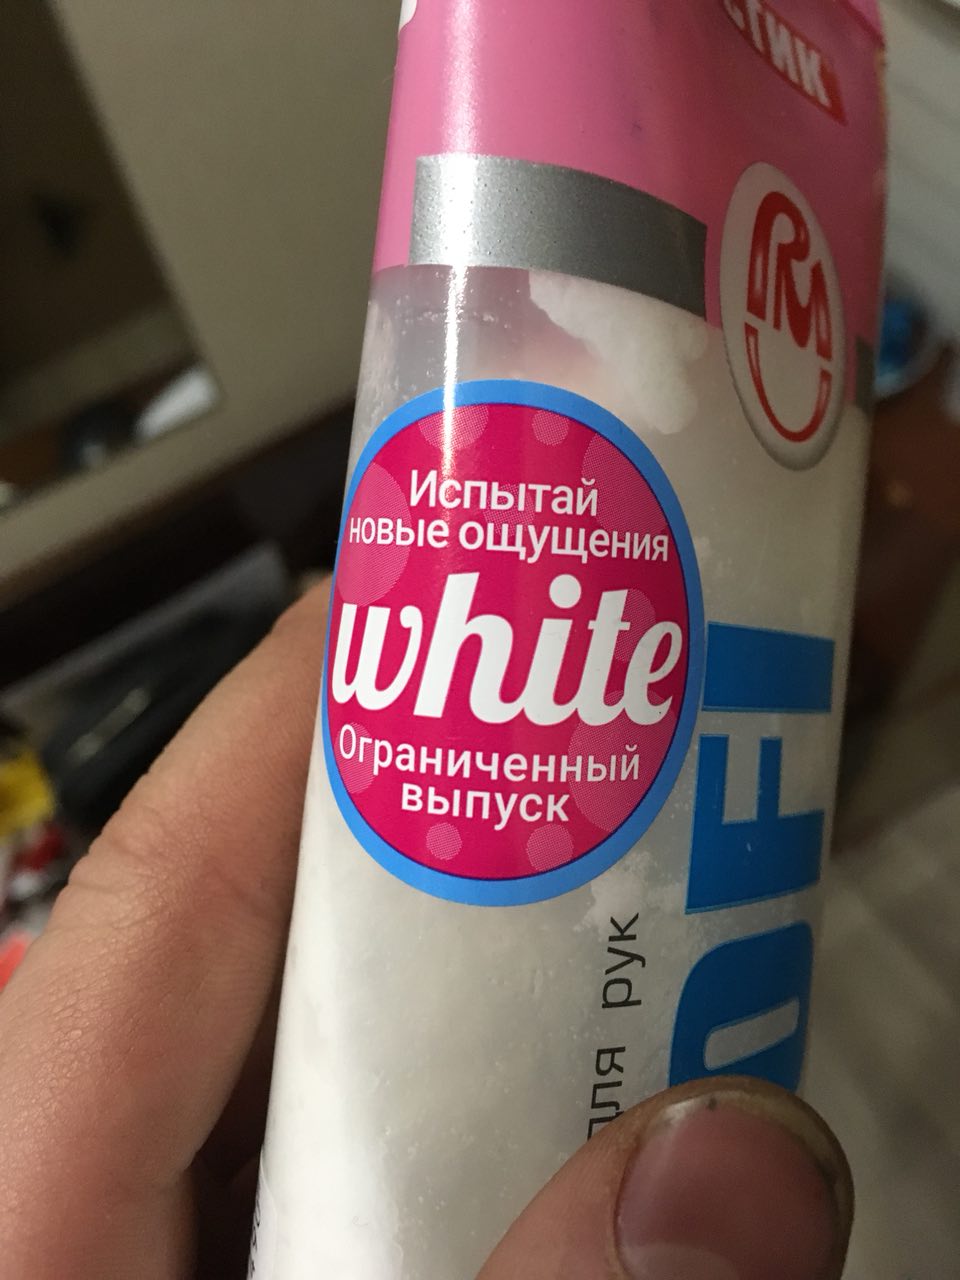 Испытай
новые ощущения
white
Ограниченный
выпуск
для рук